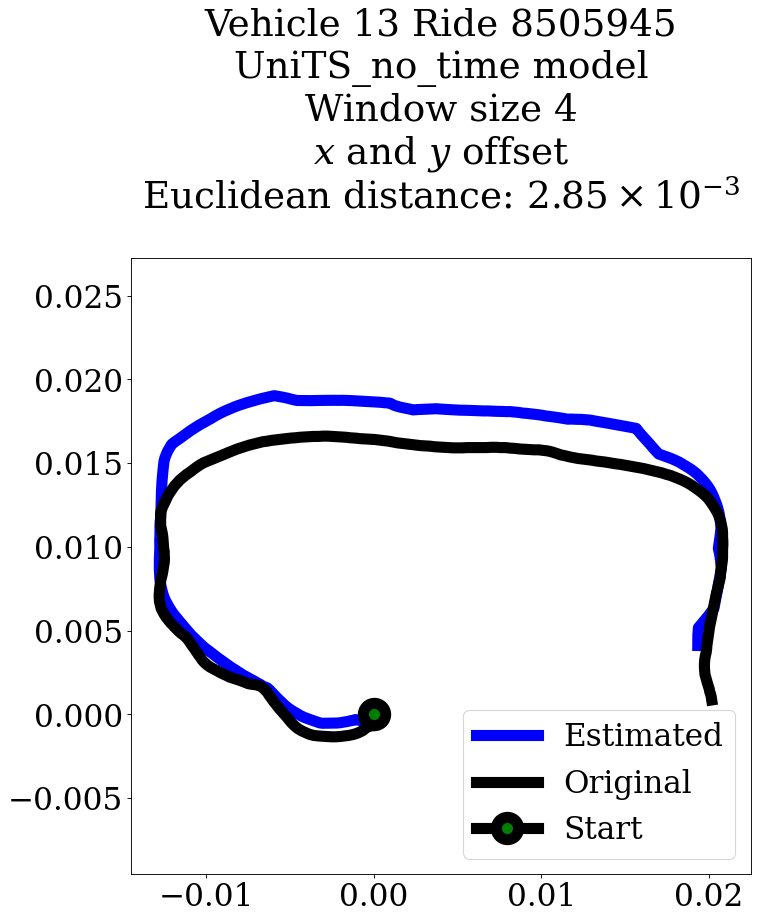 Vehicle 13 Ride 8505945
UniTS_no_time model
Window size 4
x and y offset
Euclidean distance: 2.85 × 10⁻³
0.025
0.020
0.015
0.010
0.005
0.000
−0.005
Estimated
Original
Start
−0.01 0.00 0.01 0.02